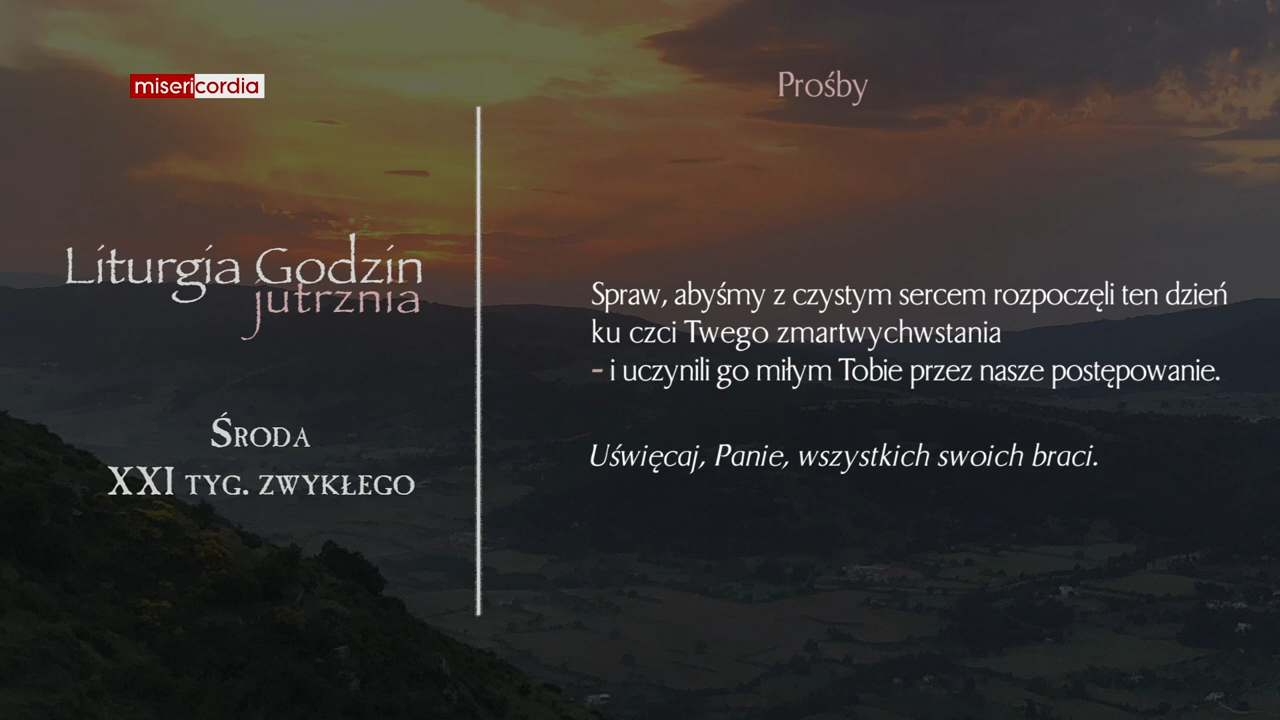 misericordia
Liturgia Godzin
jutrznia
Środa
XXI tyg. zwykłego
Prośby
Spraw, abyśmy z czystym sercem rozpoczęli ten dzień
ku czci Twego zmartwychwstania
- i uczynili go miłym Tobie przez nasze postępowanie.
Uświęcaj, Panie, wszystkich swoich braci.